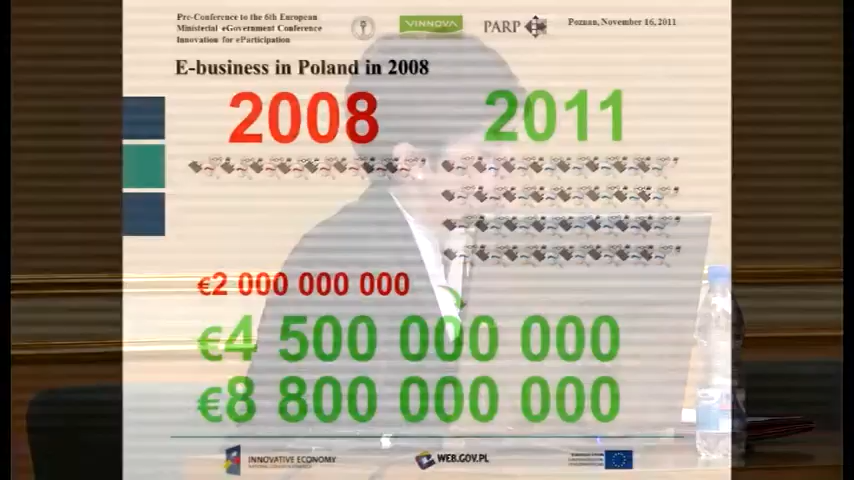 Pre-Conference to the 6th European
Ministerial eGovernment Conference
Innovation for eParticipation
VINNOVA
PARP
Poznan, November 16, 2011
E-business in Poland in 2008
2008
2011
€2 000 000 000
€4 500 000 000
€8 800 000 000
INNOVATIVE ECONOMY
WEB.GOV.PL